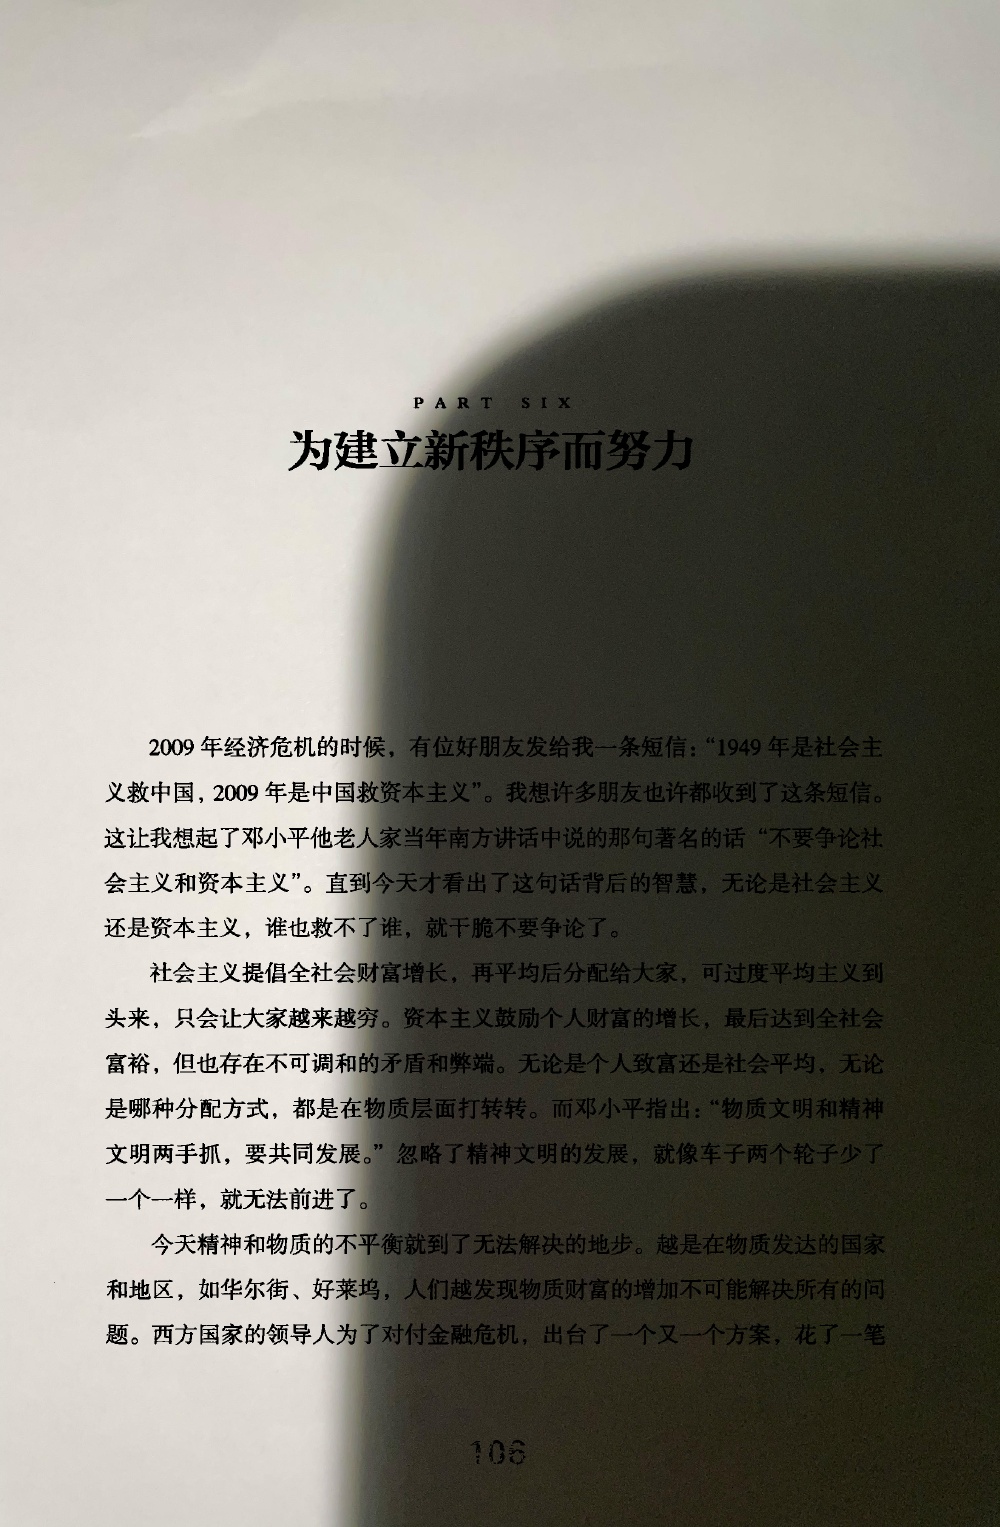 PART SIX
为建立新秩序而努力
2009 年经济危机的时候，有位好朋友发给我一条短信：“1949 年是社会主
义救中国，2009 年是中国救资本主义”。我想许多朋友也许都收到了这条短信。
这让我想起了邓小平他老人家当年南方讲话中说的那句著名的话“不要争论社
会主义和资本主义”。直到今天才看出了这句话背后的智慧，无论是社会主义
还是资本主义，谁也救不了谁，就干脆不要争论了。
社会主义提倡全社会财富增长，再平均后分配给大家，可过度平均主义到
头来，只会让大家越来越穷。资本主义鼓励个人财富的增长，最后达到全社会
富裕，但也存在不可调和的矛盾和弊端。无论是个人致富还是社会平均，无论
是哪种分配方式，都是在物质层面打转转。而邓小平指出：“物质文明和精神
文明两手抓，要共同发展。”忽略了精神文明的发展，就像车子两个轮子少了
一个一样，就无法前进了。
今天精神和物质的不平衡就到了无法解决的地步。越是在物质发达的国家
和地区，如华尔街、好莱坞，人们越发现物质财富的增加不可能解决所有的问
题。西方国家的领导人为了对付金融危机，出台了一个又一个方案，花了一笔
106